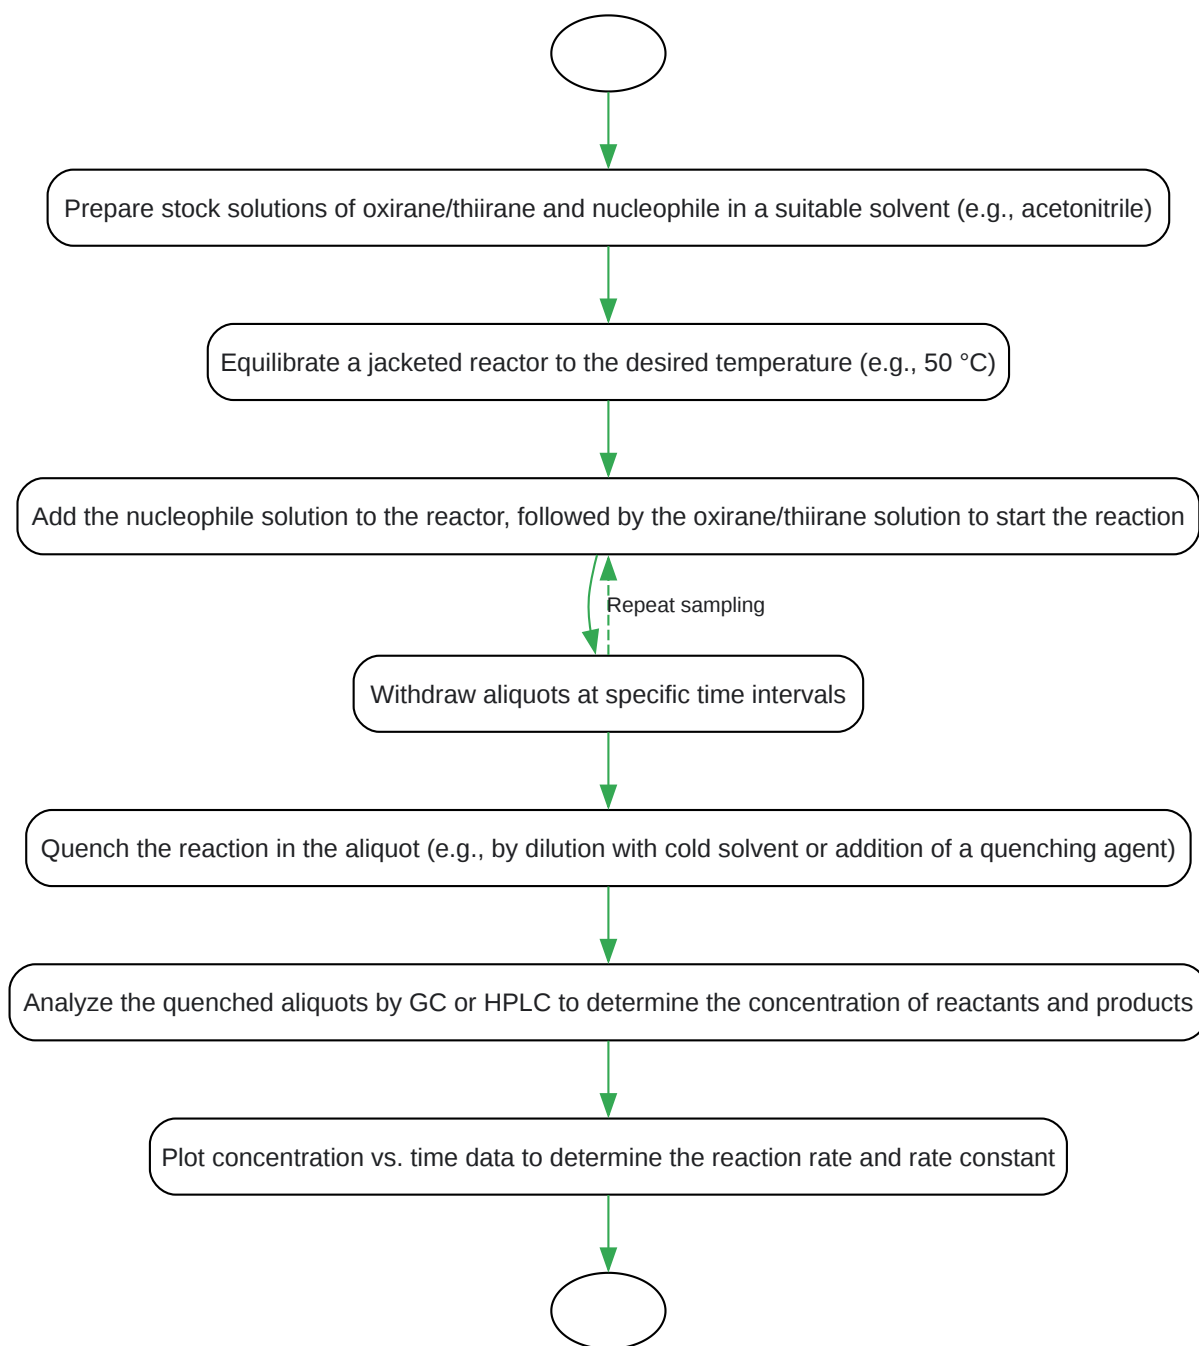 Prepare stock solutions of oxirane/thiirane and nucleophile in a suitable solvent (e.g., acetonitrile)
Equilibrate a jacketed reactor to the desired temperature (e.g., 50 °C)
Add the nucleophile solution to the reactor, followed by the oxirane/thiirane solution to start the reaction
Repeat sampling
Withdraw aliquots at specific time intervals
Quench the reaction in the aliquot (e.g., by dilution with cold solvent or addition of a quenching agent)
Analyze the quenched aliquots by GC or HPLC to determine the concentration of reactants and products
Plot concentration vs. time data to determine the reaction rate and rate constant